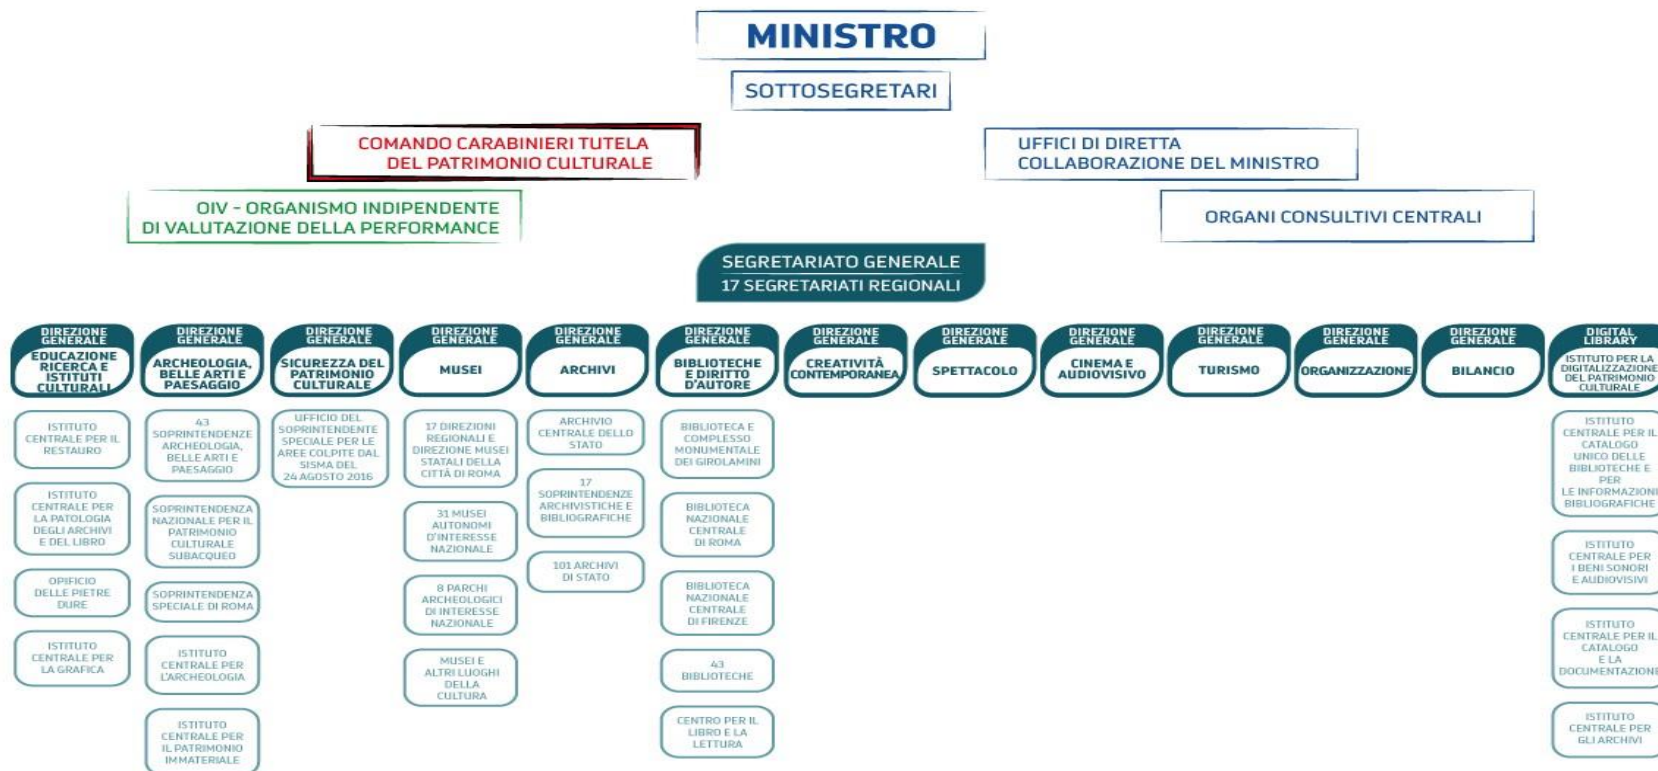 MINISTRO
SOTTOSEGRETARI
COMANDO CARABINIERI TUTELA
DEL PATRIMONIO CULTURALE
UFFICI DI DIRETTA
COLLABORAZIONE DEL MINISTRO
OIV - ORGANISMO INDIPENDENTE
DI VALUTAZIONE DELLA PERFORMANCE
ORGANI CONSULTIVI CENTRALI
SEGRETARIATO GENERALE
17 SEGRETARIATI REGIONALI
DIREZIONE
GENERALE
EDUCAZIONE
RICERCA E
ISTITUTI
CULTURALI
ISTITUTO
CENTRALE PER IL
RESTAURO
ISTITUTO
CENTRALE PER
LA PATOLOGIA
DEGLI ARCHIVI
E DEL LIBRO
OPIFICIO
DELLE PIETRE
DURE
ISTITUTO
CENTRALE PER
LA GRAFICA
DIREZIONE
GENERALE
ARCHEOLOGIA,
BELLE ARTI E
PAESAGGIO
43
SOPRINTENDENZE
ARCHEOLOGIA,
BELLE ARTI E
PAESAGGIO
SOPRINTENDENZA
NAZIONALE PER IL
PATRIMONIO
CULTURALE
SUBACQUEO
SOPRINTENDENZA
SPECIALE DI ROMA
ISTITUTO
CENTRALE PER
L'ARCHEOLOGIA
ISTITUTO
CENTRALE PER
IL PATRIMONIO
IMMATERIALE
DIREZIONE
GENERALE
SICUREZZA DEL
PATRIMONIO
CULTURALE
UFFICIO DEL
SOPRINTENDENTE
SPECIALE PER LE
AREE COLPITE DAL
SISMA DEL
24 AGOSTO 2016
DIREZIONE
GENERALE
MUSEI
17 DIREZIONI
REGIONALI E
DIREZIONE MUSEI
STATALI DELLA
CITTÀ DI ROMA
31 MUSEI
AUTONOMI
D'INTERESSE
NAZIONALE
8 PARCHI
ARCHEOLOGICI
DI INTERESSE
NAZIONALE
MUSEI E
ALTRI LUOGHI
DELLA
CULTURA
DIREZIONE
GENERALE
ARCHIVI
ARCHIVIO
CENTRALE DELLO
STATO
17
SOPRINTENDENZE
ARCHIVISTICHE E
BIBLIOGRAFICHE
101 ARCHIVI
DI STATO
DIREZIONE
GENERALE
BIBLIOTECHE
E DIRITTO
D'AUTORE
BIBLIOTECA E
COMPLESSO
MONUMENTALE
DEI GIROLAMINI
BIBLIOTECA
NAZIONALE
CENTRALE
DI ROMA
BIBLIOTECA
NAZIONALE
CENTRALE
DI FIRENZE
43
BIBLIOTECHE
CENTRO PER IL
LIBRO E LA
LETTURA
DIREZIONE
GENERALE
CREATIVITÀ
CONTEMPORANEA
DIREZIONE
GENERALE
SPETTACOLO
DIREZIONE
GENERALE
CINEMA E
AUDIOVISIVO
DIREZIONE
GENERALE
TURISMO
DIREZIONE
GENERALE
ORGANIZZAZIONE
DIREZIONE
GENERALE
BILANCIO
DIGITAL
LIBRARY
ISTITUTO PER LA
DIGITALIZZAZIONE
DEL PATRIMONIO
CULTURALE
ISTITUTO
CENTRALE PER IL
CATALOGO
UNICO DELLE
BIBLIOTECHE E
PER
LE INFORMAZIONI
BIBLIOGRAFICHE
ISTITUTO
CENTRALE PER
I BENI SONORI
E AUDIOVISIVI
ISTITUTO
CENTRALE PER IL
CATALOGO
E LA
DOCUMENTAZIONE
ISTITUTO
CENTRALE PER
GLI ARCHIVI